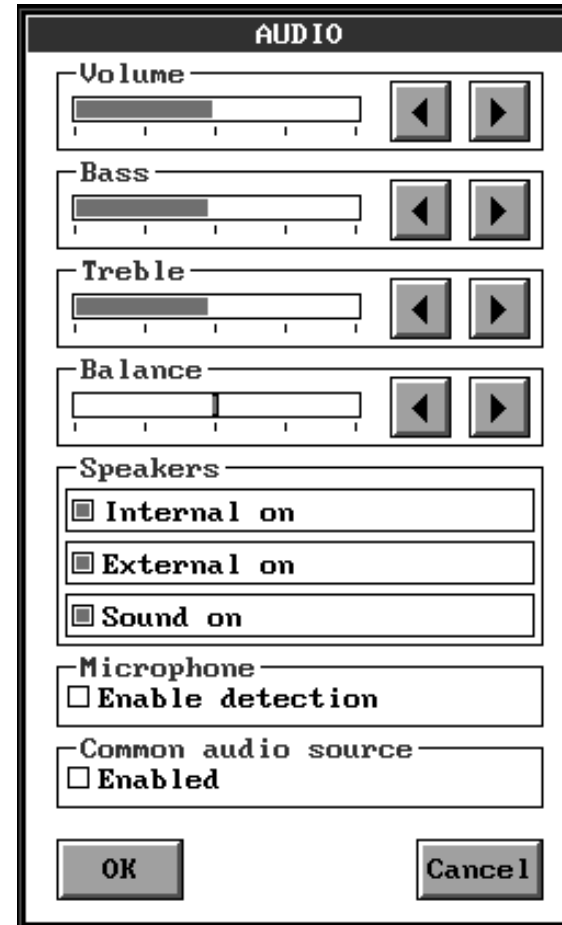 AUDIO
Volume
Bass
Treble
Balance
Speakers
Internal on
External on
Sound on
Microphone
Enable detection
Common audio source
Enabled
OK Cancel